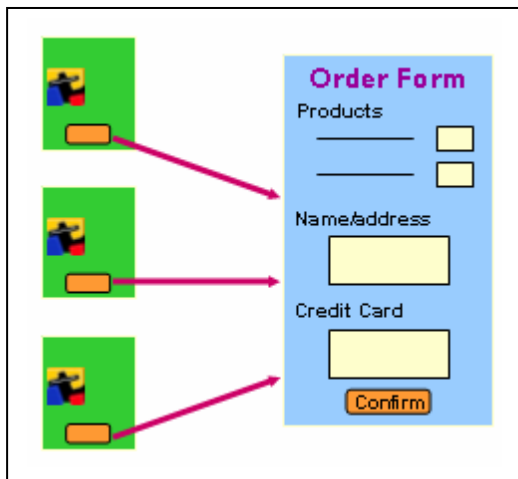 Order Form
Products
Name/address
Credit Card
Confirm